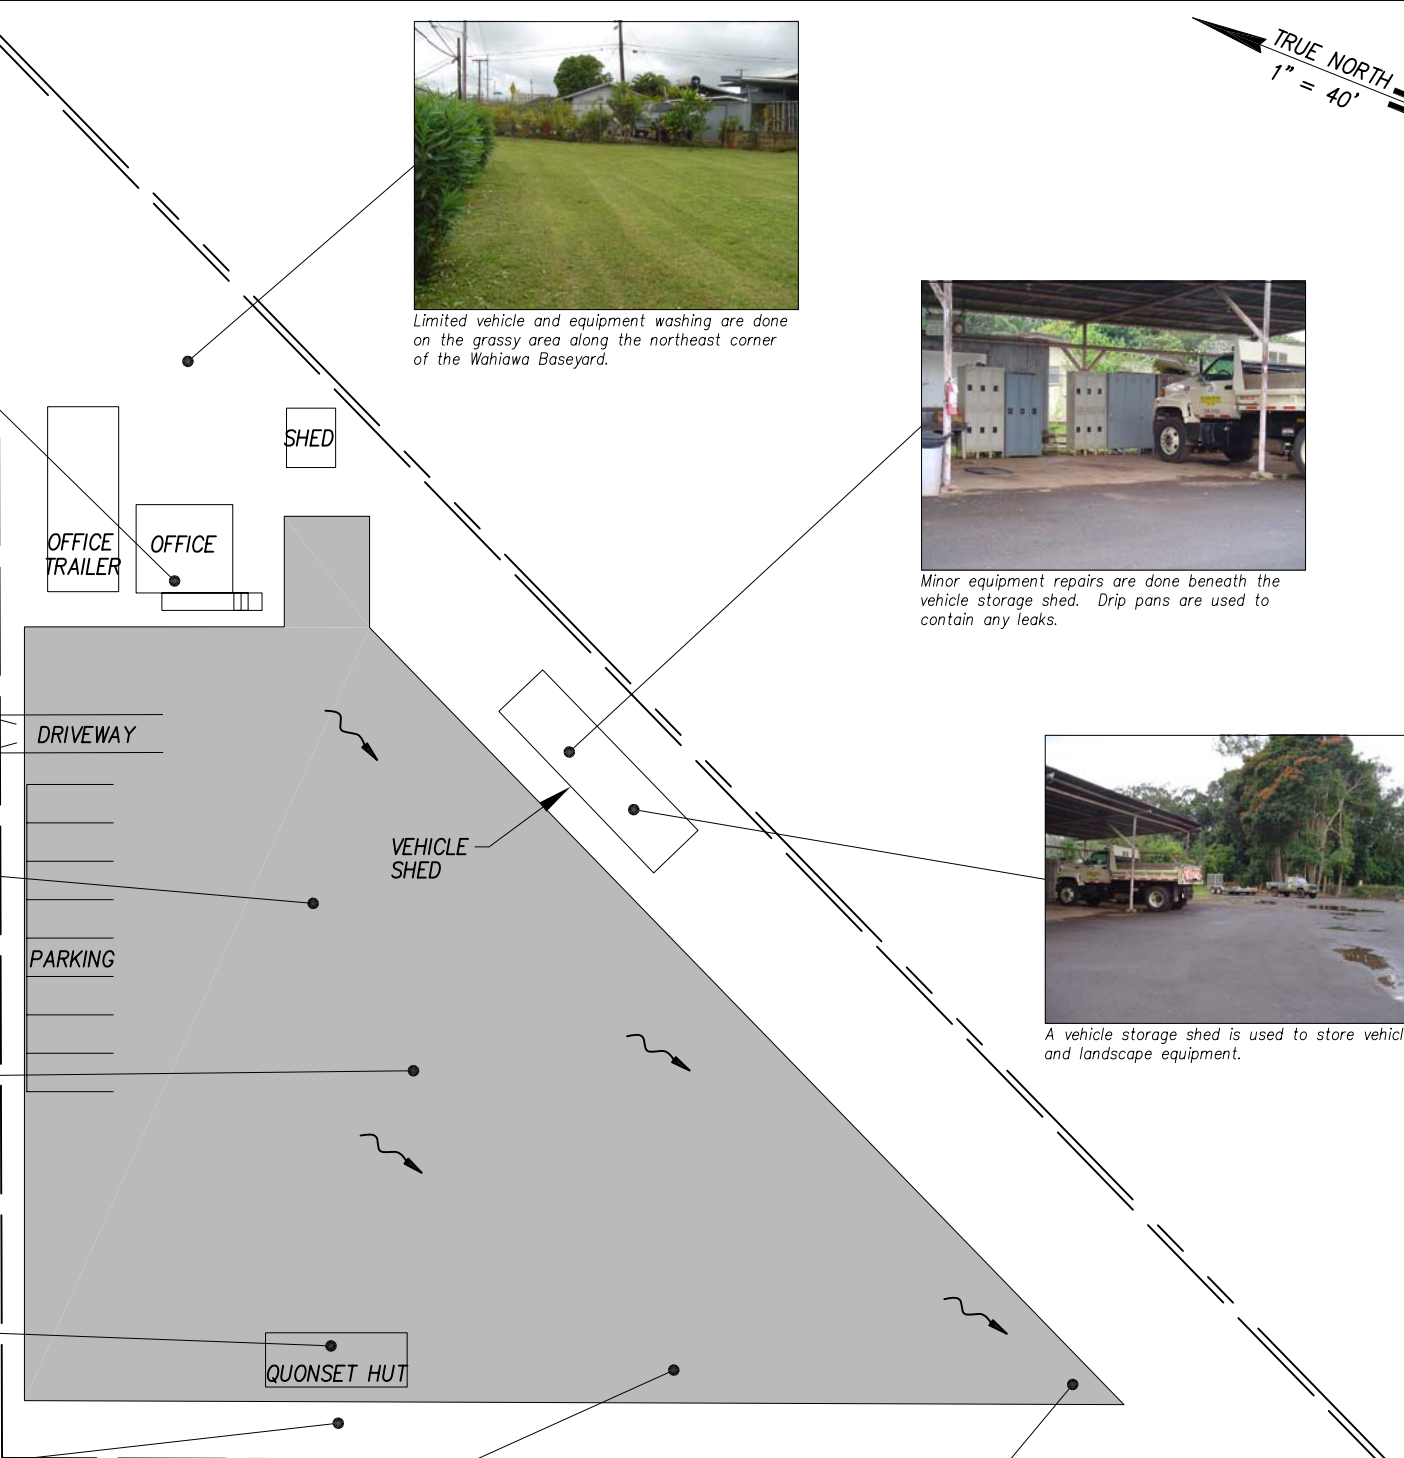 TRUE NORTH
1" = 40'
Limited vehicle and equipment washing are done
on the grassy area along the northeast corner
of the Wahiawa Baseyard.
SHED
OFFICE
TRAILER
OFFICE
Minor equipment repairs are done beneath the
vehicle storage shed. Drip pans are used to
contain any leaks.
DRIVEWAY
VEHICLE
SHED
PARKING
A vehicle storage shed is used to store vehicl
and landscape equipment.
QUONSET HUT